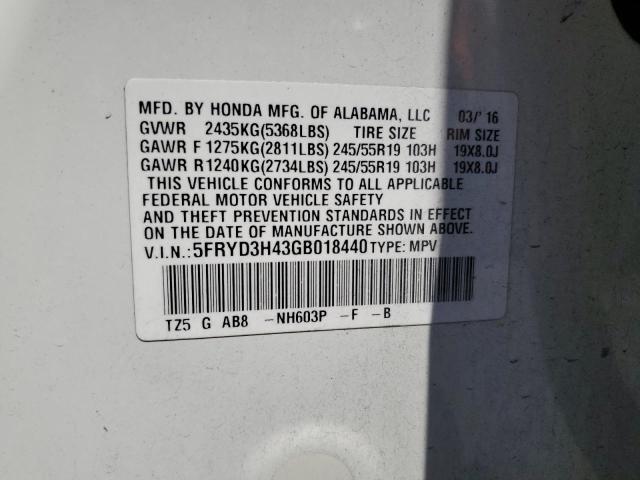 MFD. BY HONDA MFG. OF ALABAMA, LLC 03/'16
GVWR 2435KG(5368LBS) TIRE SIZE RIM SIZE
GAWR F 1275KG(2811LBS) 245/55R19 103H 19X8.0J
GAWR R1240KG(2734LBS) 245/55R19 103H 19X8.0J
THIS VEHICLE CONFORMS TO ALL APPLICABLE
FEDERAL MOTOR VEHICLE SAFETY
AND THEFT PREVENTION STANDARDS IN EFFECT
ON THE DATE OF MANUFACTURE SHOWN ABOVE.
V.I.N.: 5FRYD3H43GB018440 TYPE: MPV
TZ5 G AB8 -NH603P -F -B